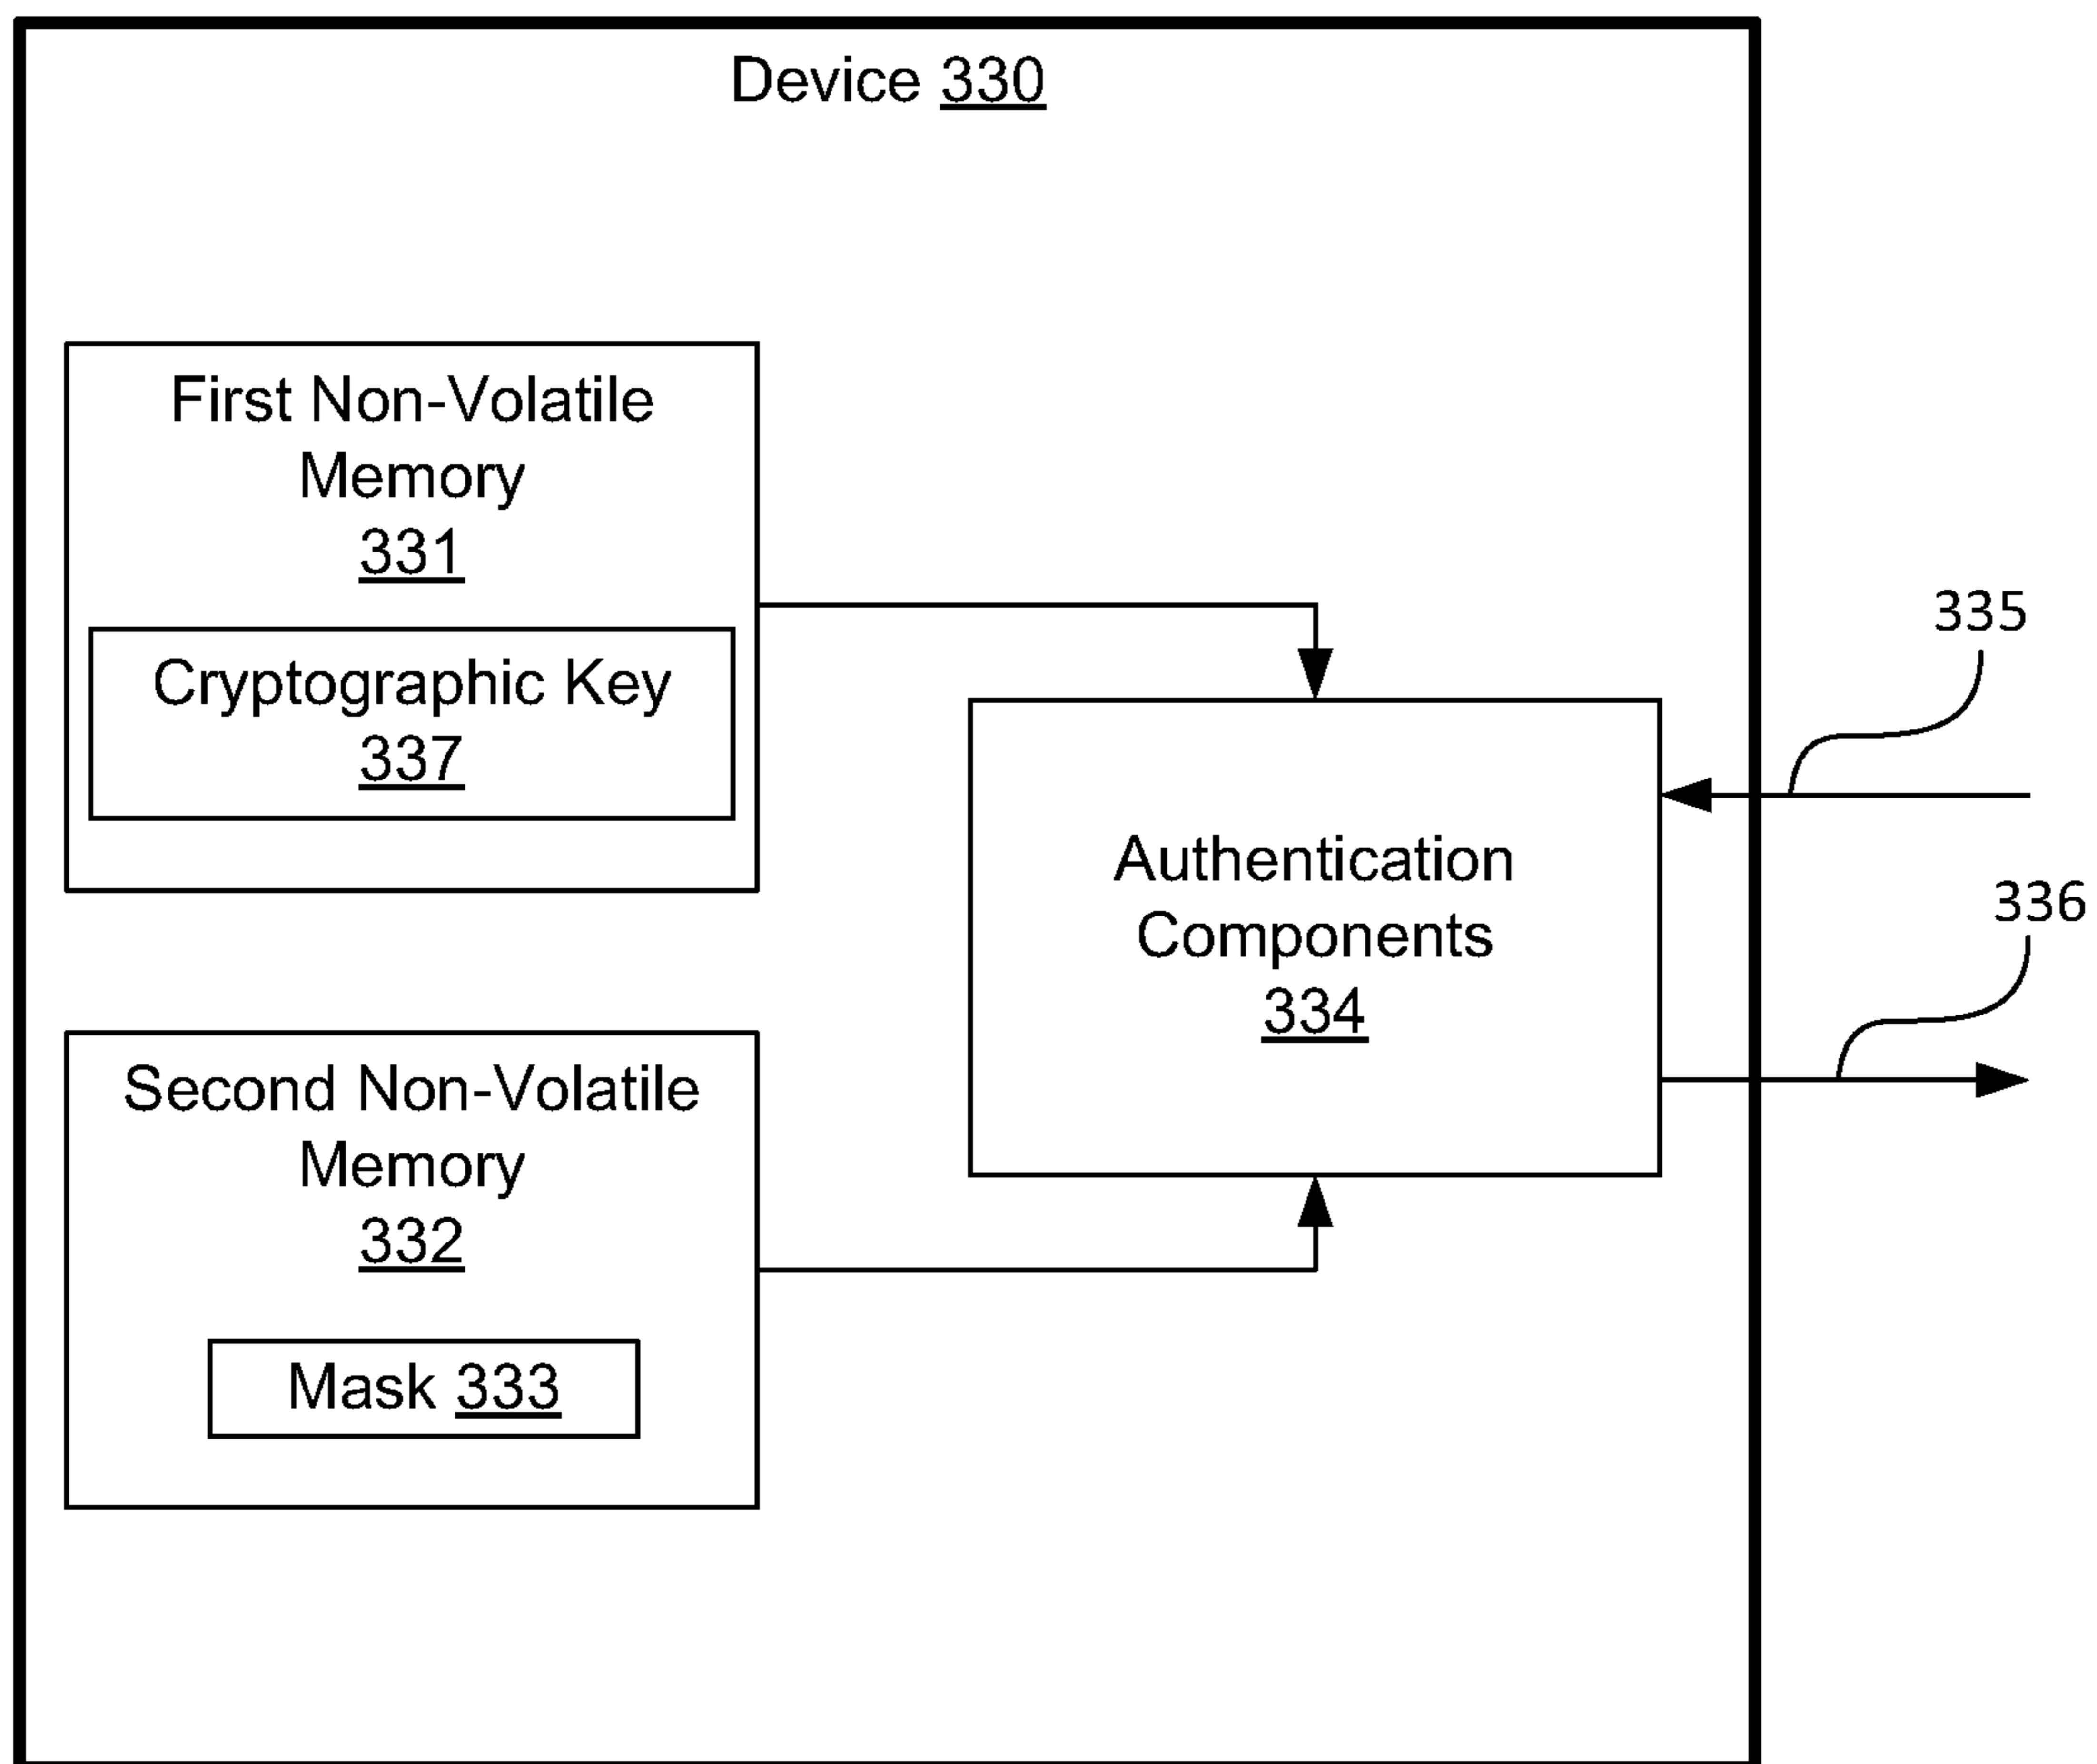 Device 330
First Non-Volatile
Memory
331
Cryptographic Key
337
335
Authentication
Components
334
336
Second Non-Volatile
Memory
332
Mask 333